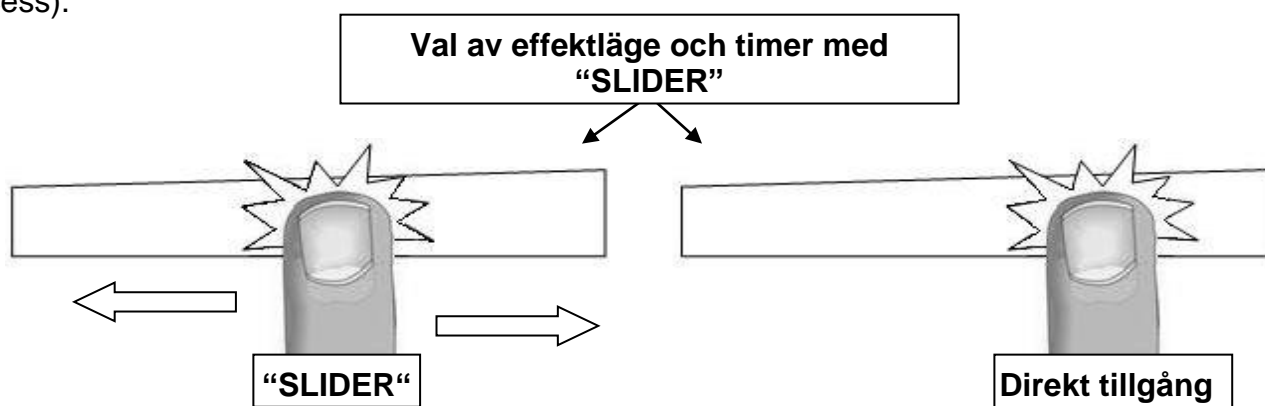 ess).
Val av effektläge och timer med
“SLIDER”
“SLIDER“
Direkt tillgång